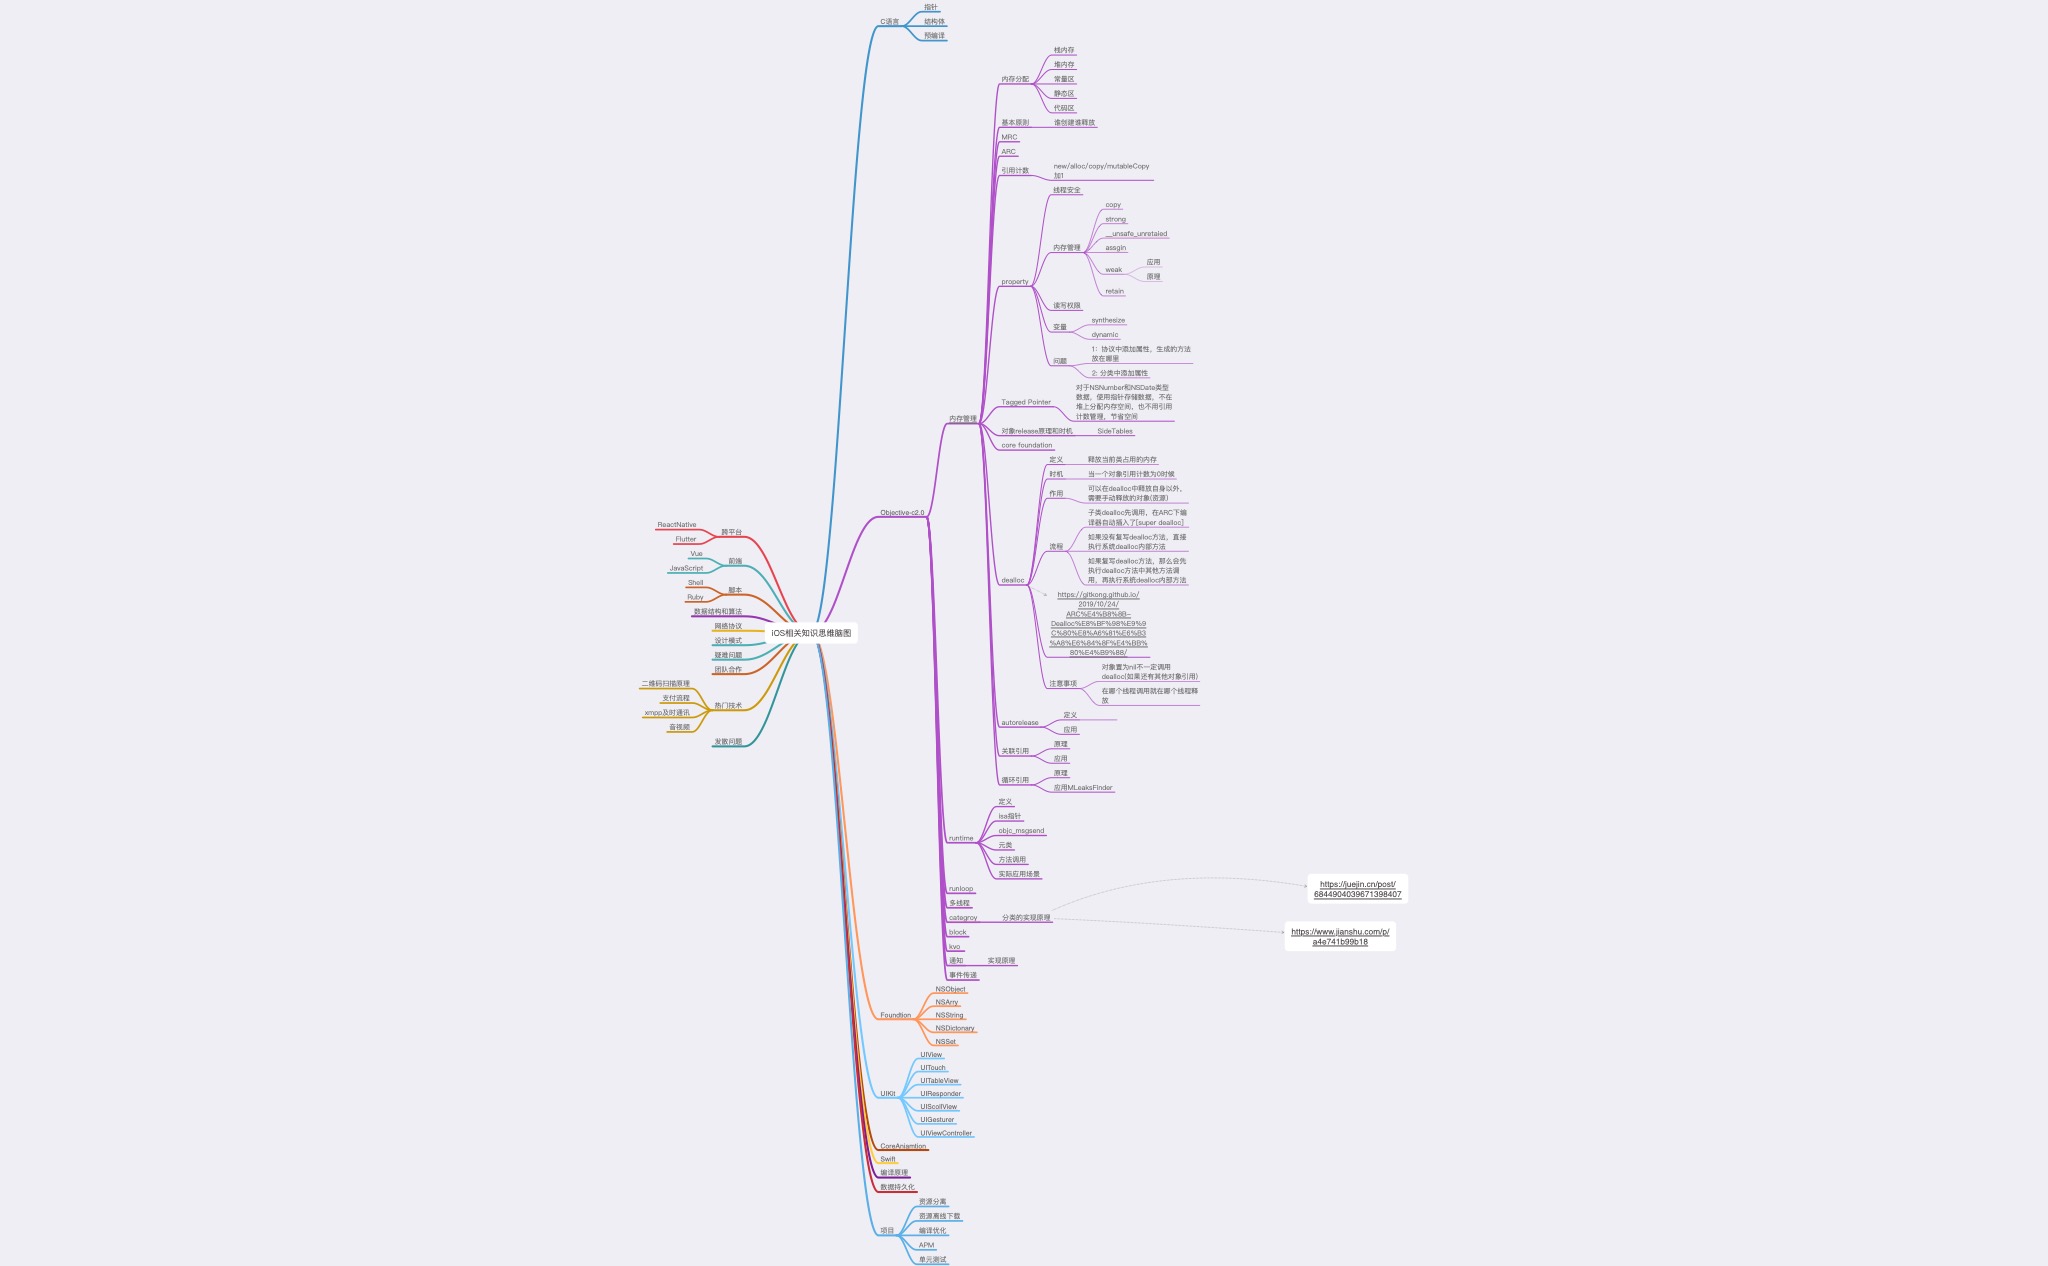 iOS相关知识思维脑图
C语言
指针
结构体
预编译
Objective-c2.0
内存管理
内存分配
栈内存
堆内存
常量区
静态区
代码区
基本原则
谁创建谁释放
MRC
ARC
引用计数
new/alloc/copy/mutableCopy
加1
property
线程安全
内存管理
copy
strong
__unsafe_unretaied
assgin
weak
应用
原理
retain
读写权限
变量
synthesize
dynamic
问题
1：协议中添加属性，生成的方法
放在哪里
2: 分类中添加属性
Tagged Pointer
对于NSNumber和NSDate类型
数据，使用指针存储数据，不在
堆上分配内存空间，也不用引用
计数管理，节省空间
对象release原理和时机
SideTables
core foundation
dealloc
定义
释放当前类占用的内存
时机
当一个对象引用计数为0时候
作用
可以在dealloc中释放自身以外，
需要手动释放的对象(资源)
流程
子类dealloc先调用，在ARC下编
译器自动插入了[super dealloc]
如果没有复写dealloc方法，直接
执行系统dealloc内部方法
如果复写dealloc方法，那么会先
执行dealloc方法中其他方法调
用，再执行系统dealloc内部方法
https://gitkong.github.io/
2019/10/24/
ARC%E4%B8%8B-
Dealloc%E8%BF%98%E9%9
C%80%E8%A6%81%E6%B3
%A8%E6%84%8F%E4%BB%
80%E4%B9%88/
注意事项
对象置为nil不一定调用
dealloc(如果还有其他对象引用)
在哪个线程调用就在哪个线程释
放
autorelease
定义
应用
关联引用
原理
应用
循环引用
原理
应用MLeaksFinder
runtime
定义
isa指针
objc_msgsend
元类
方法调用
实际应用场景
runloop
多线程
categroy
分类的实现原理
https://juejin.cn/post/
6844904039671398407
https://www.jianshu.com/p/
a4e741b99b18
block
kvo
通知
实现原理
事件传递
Foundtion
NSObject
NSArry
NSString
NSDictonary
NSSet
UIKit
UIView
UITouch
UITableView
UIResponder
UIScollView
UIGesturer
UIViewController
CoreAniamtion
Swift
编译原理
数据持久化
项目
资源分离
资源离线下载
编译优化
APM
单元测试
跨平台
ReactNative
Flutter
前端
Vue
JavaScript
脚本
Shell
Ruby
数据结构和算法
网络协议
设计模式
疑难问题
团队合作
热门技术
二维码扫描原理
支付流程
xmpp及时通讯
音视频
发散问题